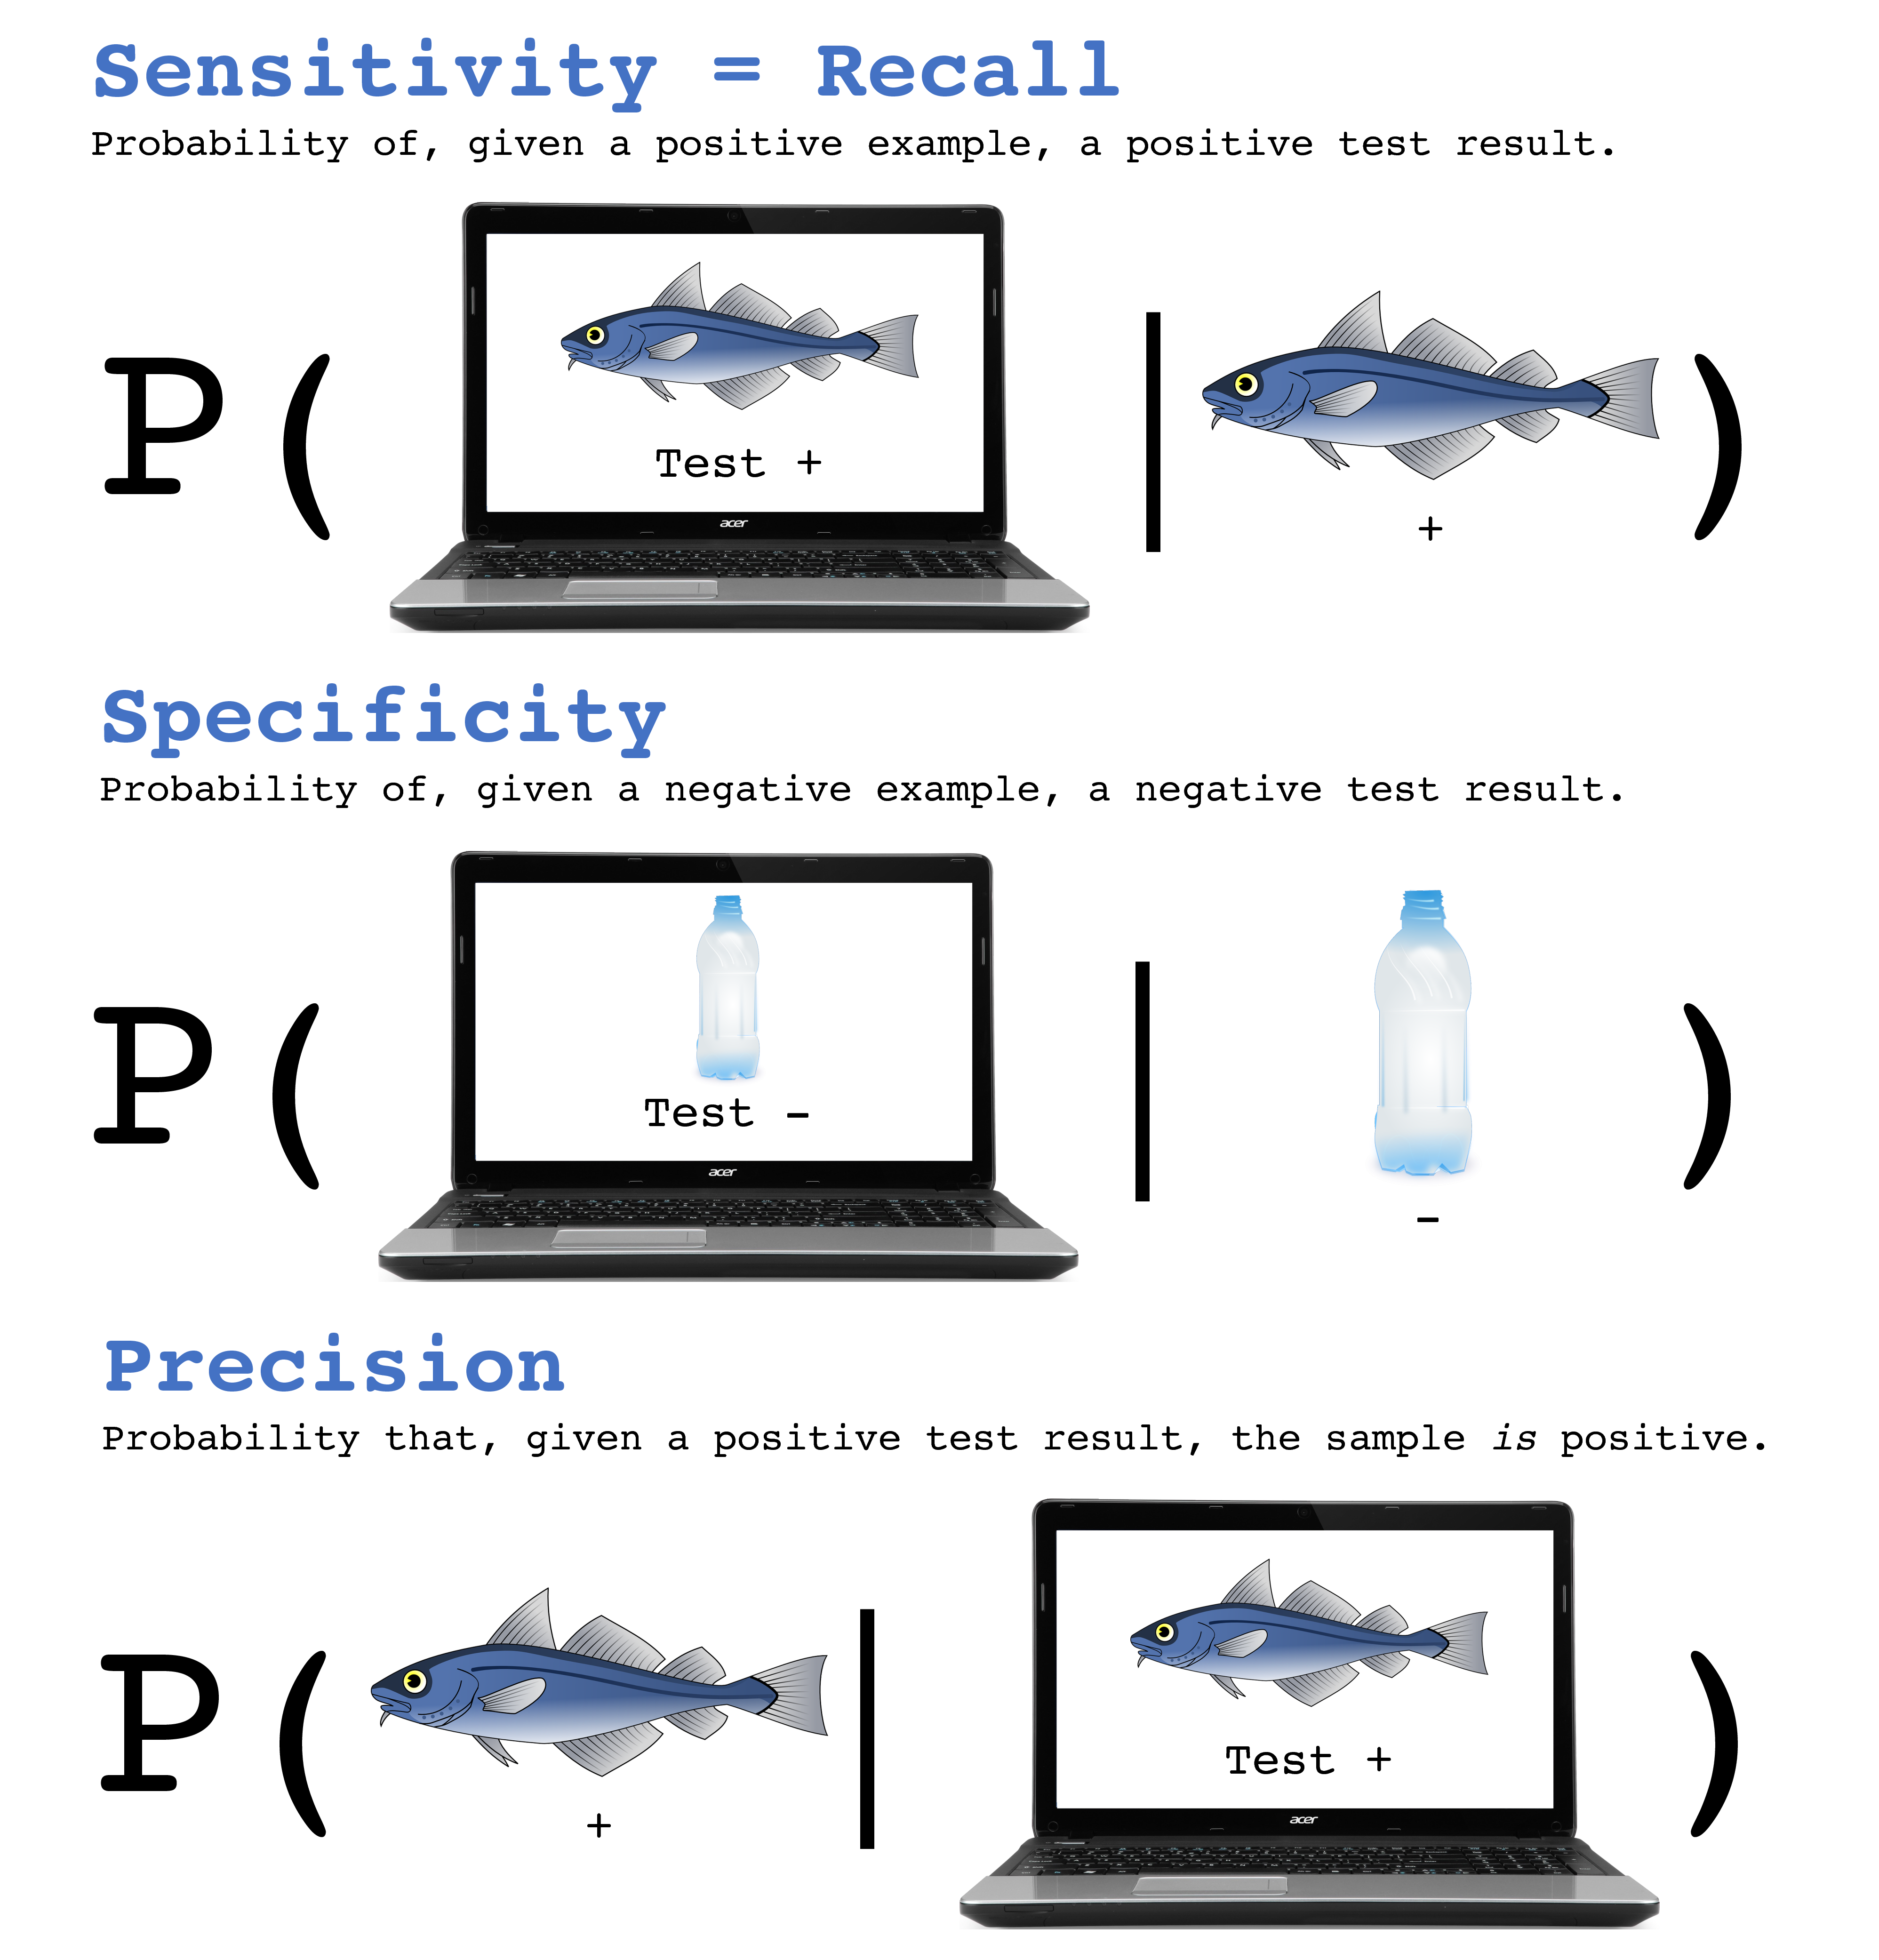 Sensitivity = Recall
Probability of, given a positive example, a positive test result.
P(
Test +
acer
|
+
)
Specificity
Probability of, given a negative example, a negative test result.
P(
Test -
acer
|
-
)
Precision
Probability that, given a positive test result, the sample is positive.
P(
+
|
Test +
acer
)